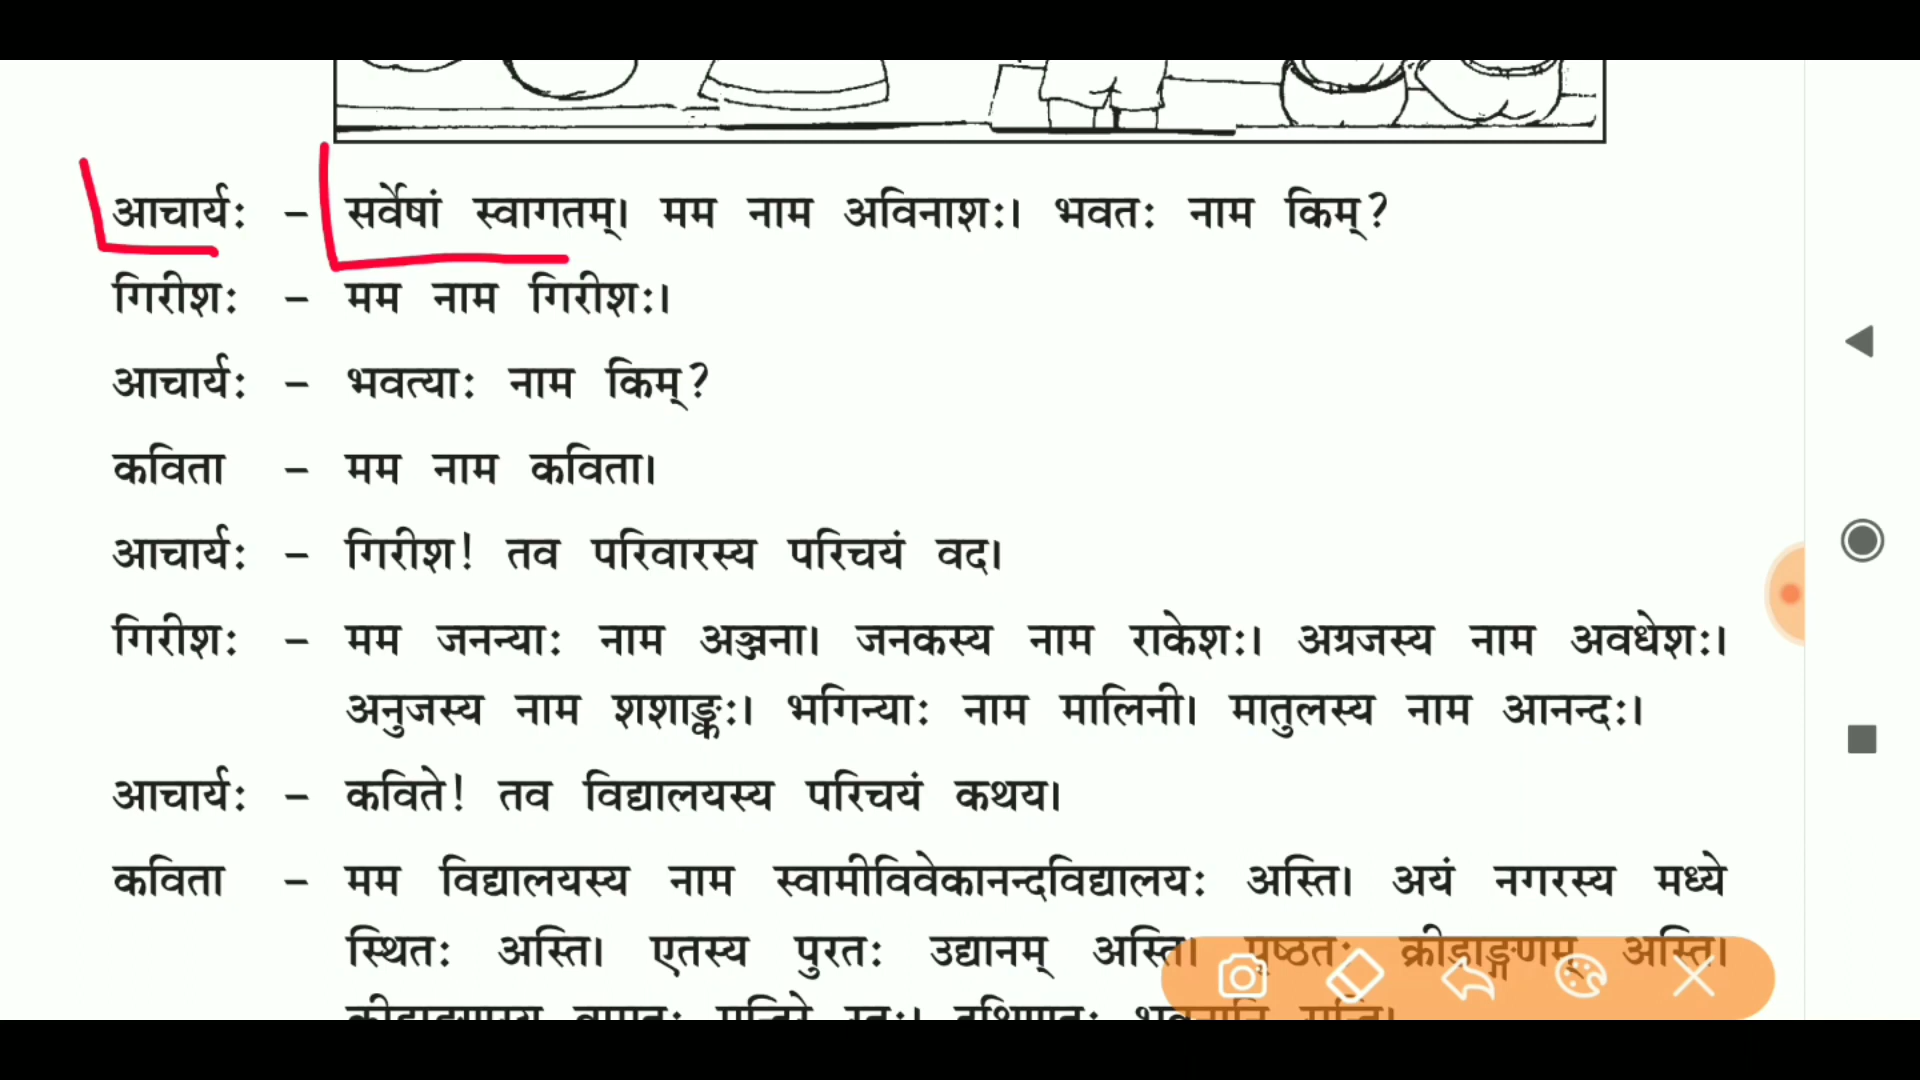 आचार्यः – सर्वेषां स्वागतम्। मम नाम अविनाशः। भवतः नाम किम्?
गिरीशः – मम नाम गिरीशः।
आचार्यः – भवत्याः नाम किम्?
कविता – मम नाम कविता।
आचार्यः – गिरीश! तव परिवारस्य परिचयं वद।
गिरीशः – मम जनन्याः नाम अञ्जना। जनकस्य नाम राकेशः। अग्रजस्य नाम अवधेशः।
अनुजस्य नाम शशाङ्कः। भगिन्याः नाम मालिनी। मातुलस्य नाम आनन्दः।
आचार्यः – कविते! तव विद्यालयस्य परिचयं कथय।
कविता – मम विद्यालयस्य नाम स्वामीविवेकानन्दविद्यालयः अस्ति। अयं नगरस्य मध्ये
स्थितः अस्ति। एतस्य पुरतः उद्यानम् अस्ति। पृष्ठतः क्रीडाङ्गणम् अस्ति।